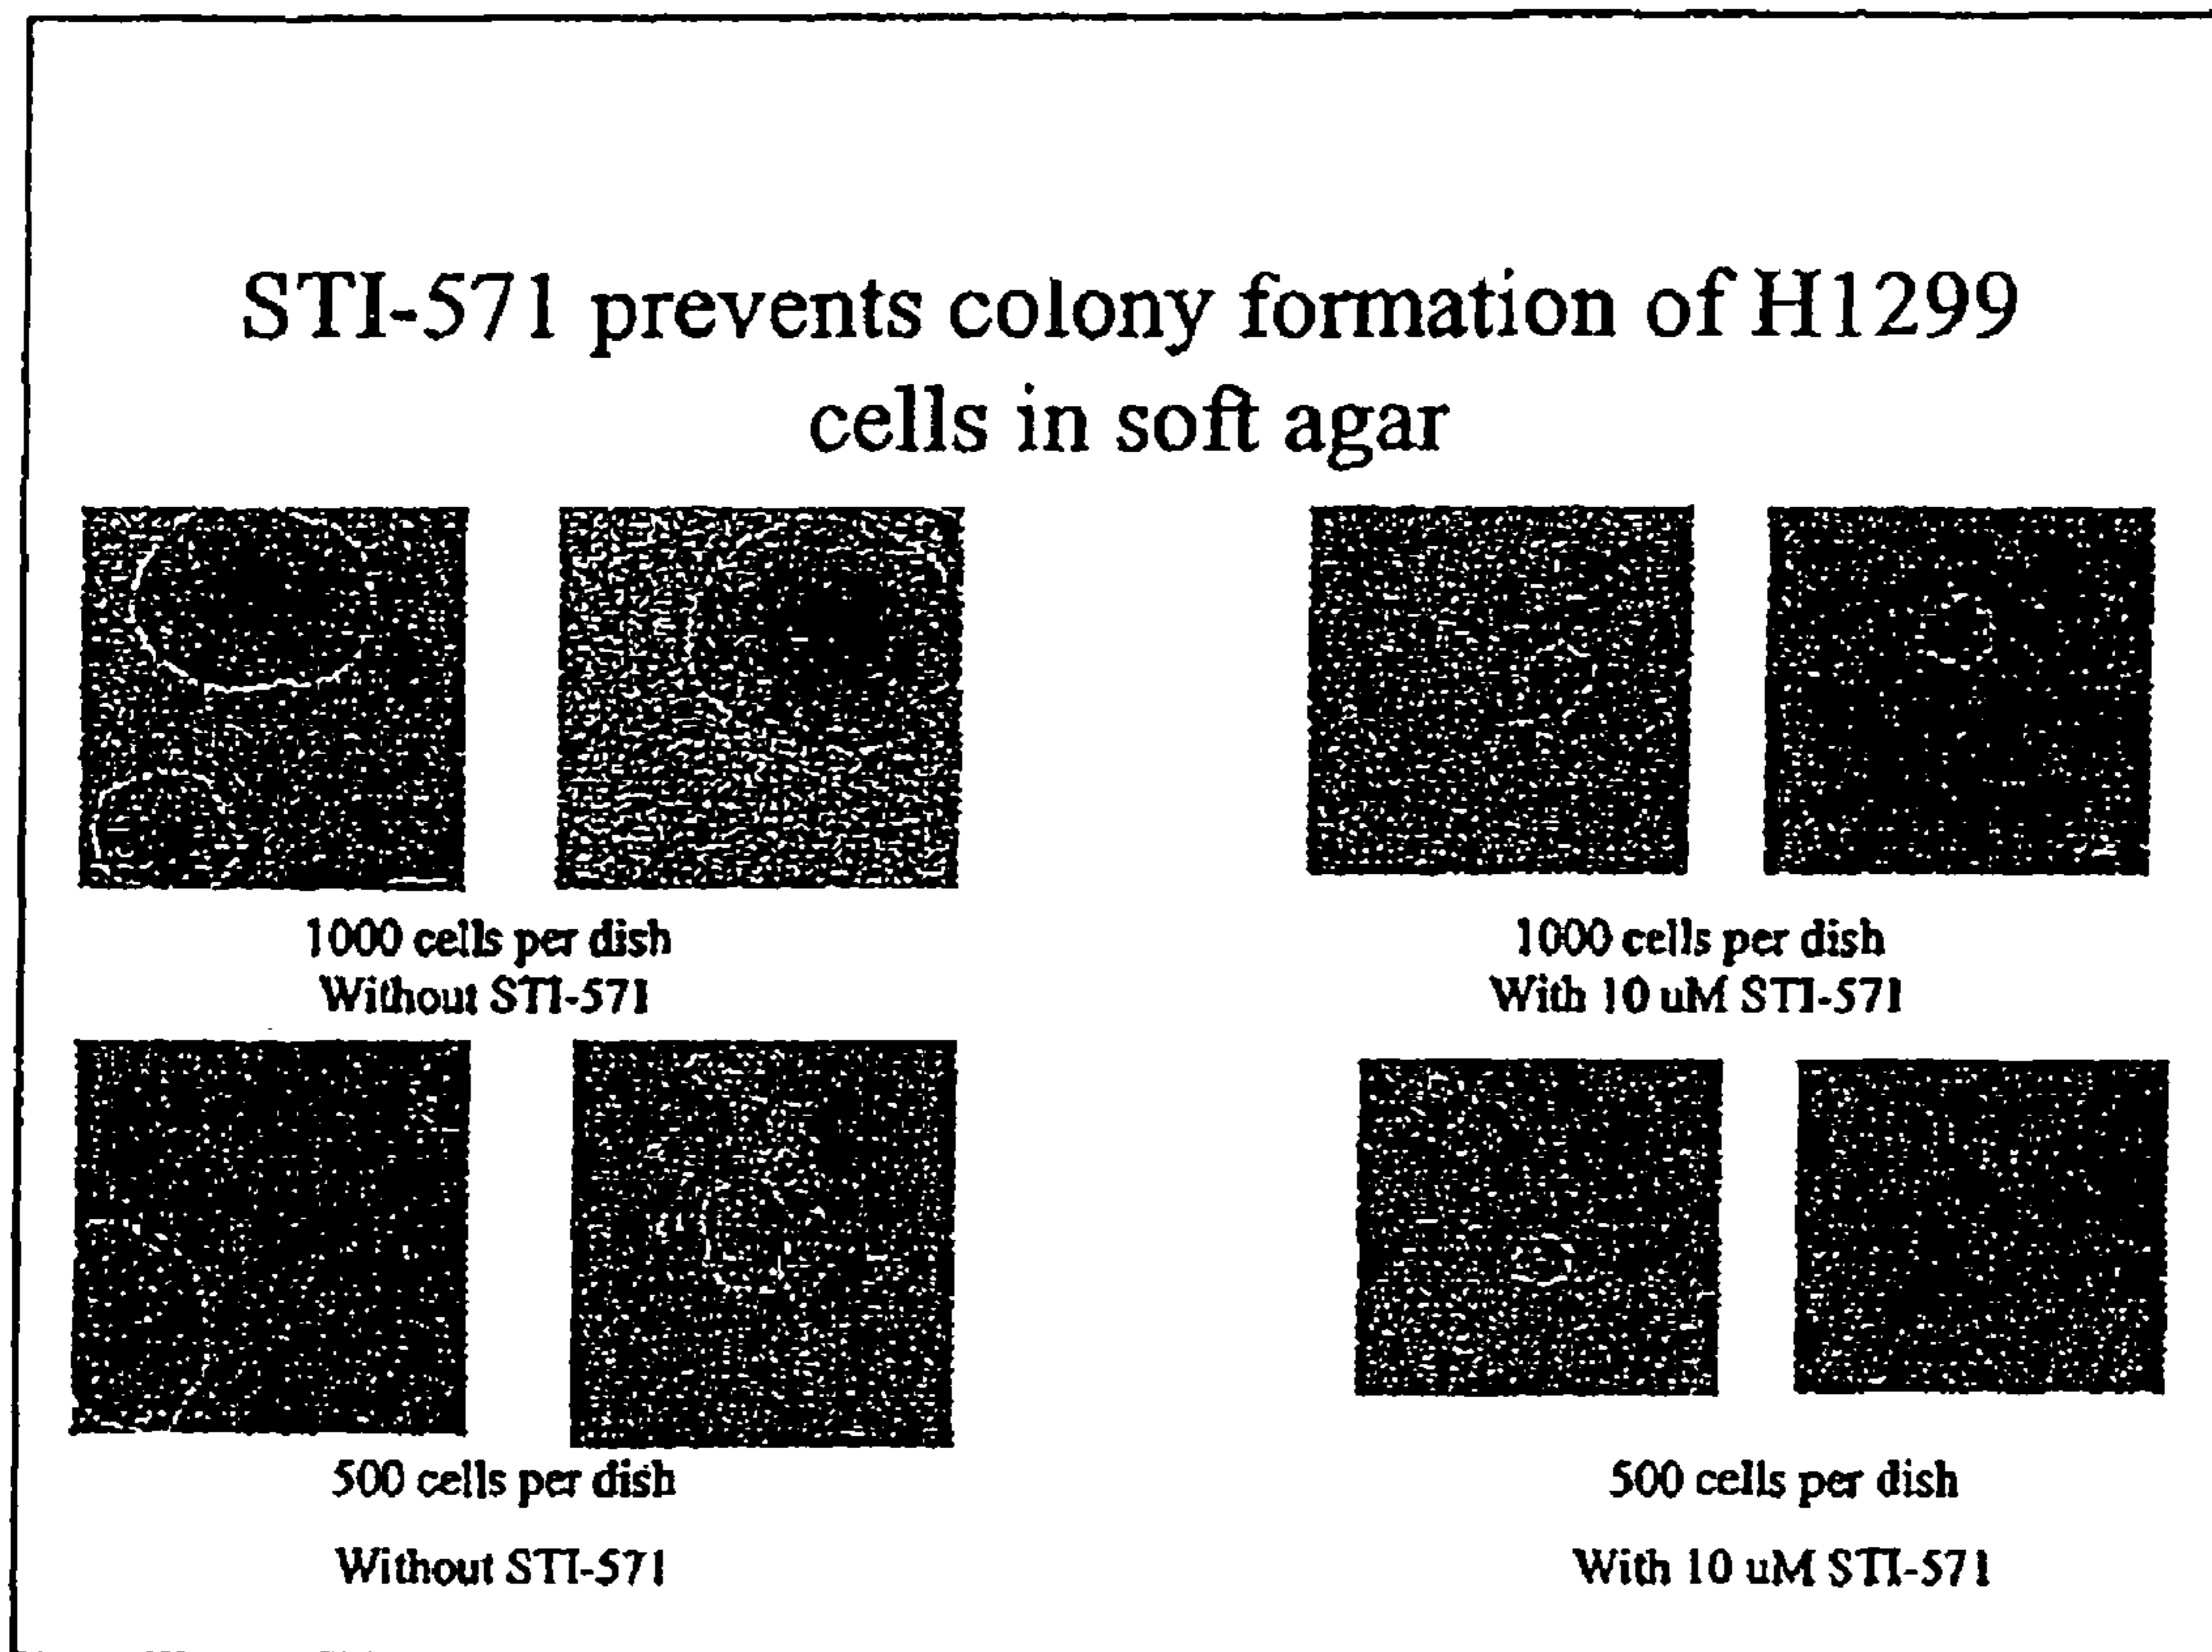 STI-571 prevents colony formation of H1299
cells in soft agar
1000 cells per dish
Without STI-571
1000 cells per dish
With 10 uM STI-571
500 cells per dish
Without STI-571
500 cells per dish
With 10 uM STI-571